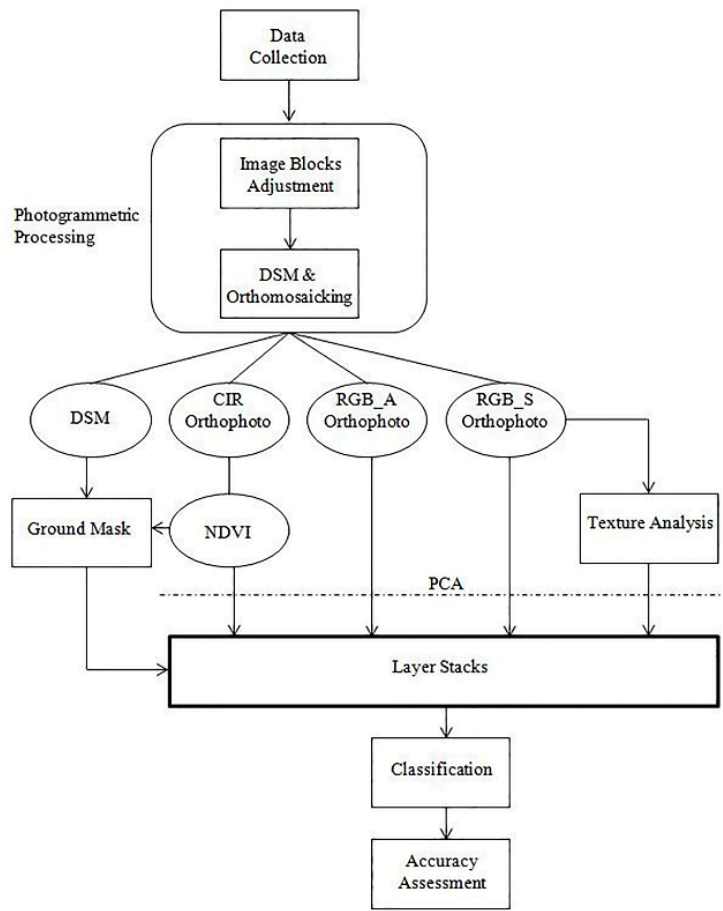 Data
Collection
Image Blocks
Adjustment
Photogrammetric
Processing
DSM &
Orthomosaicking
DSM
CIR
Orthophoto
RGB_A
Orthophoto
RGB_S
Orthophoto
Ground Mask
NDVI
Texture Analysis
PCA
Layer Stacks
Classification
Accuracy
Assessment